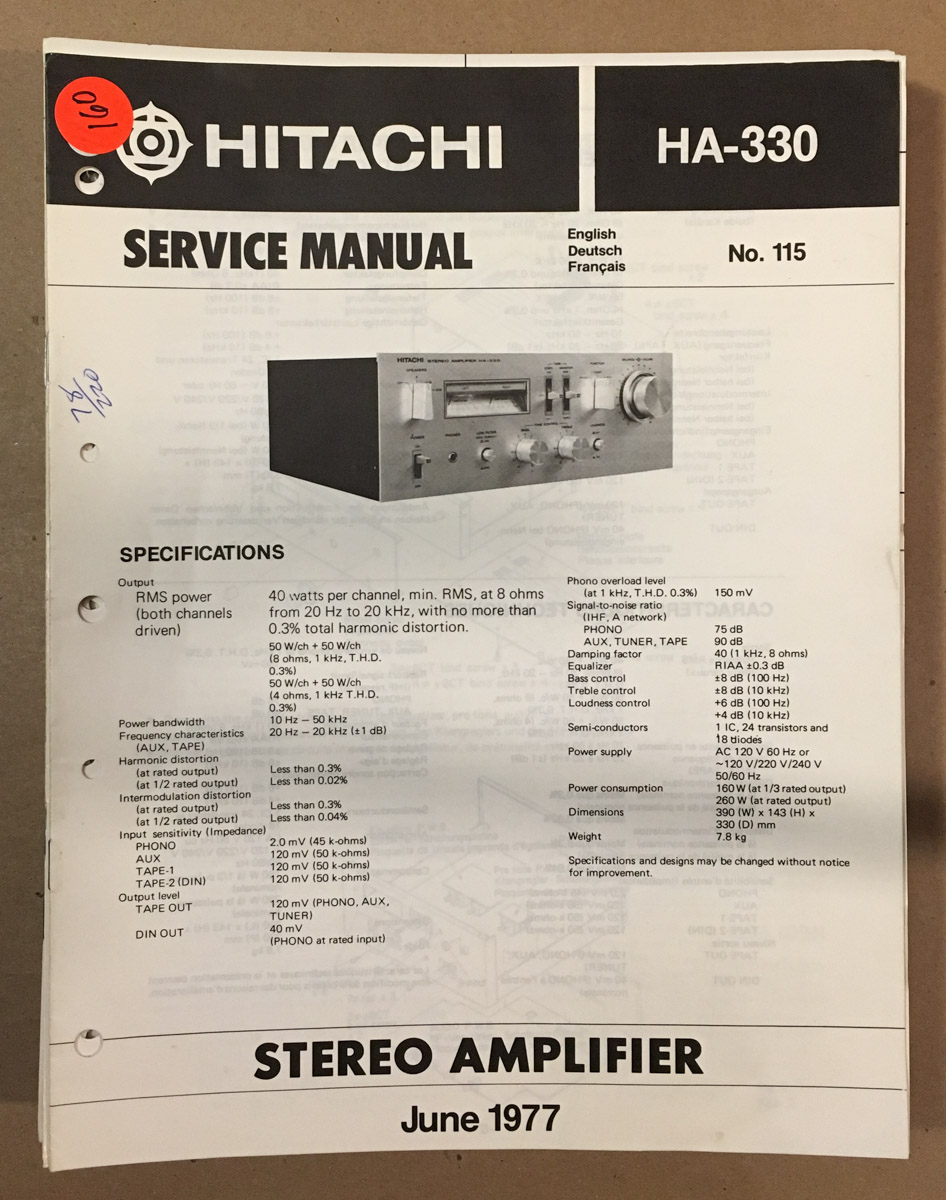 160
HITACHI
HA-330
SERVICE MANUAL
English
Deutsch
Français
No. 115
78/220
HITACHI STEREO AMPLIFIER HA-330
SPEAKERS
POWER
PHONES
SPECIFICATIONS
Output
RMS power
(both channels
driven)
40 watts per channel, min. RMS, at 8 ohms
from 20 Hz to 20 kHz, with no more than
0.3% total harmonic distortion.
50 W/ch + 50 W/ch
(8 ohms, 1 kHz, T.H.D.
0.3%)
50 W/ch + 50 W/ch
(4 ohms, 1 kHz T.H.D.
0.3%)
Power bandwidth 10 Hz – 50 kHz
Frequency characteristics 20 Hz – 20 kHz (±1 dB)
(AUX, TAPE)
Harmonic distortion
(at rated output) Less than 0.3%
(at 1/2 rated output) Less than 0.02%
Intermodulation distortion
(at rated output) Less than 0.3%
(at 1/2 rated output) Less than 0.04%
Input sensitivity (Impedance)
PHONO 2.0 mV (45 k-ohms)
AUX 120 mV (50 k-ohms)
TAPE-1 120 mV (50 k-ohms)
TAPE-2 (DIN) 120 mV (50 k-ohms)
Output level
TAPE OUT 120 mV (PHONO, AUX,
TUNER)
DIN OUT 40 mV
(PHONO at rated input)
Phono overload level
(at 1 kHz, T.H.D. 0.3%) 150 mV
Signal-to-noise ratio
(IHF, A network)
PHONO 75 dB
AUX, TUNER, TAPE 90 dB
Damping factor 40 (1 kHz, 8 ohms)
Equalizer RIAA ±0.3 dB
Bass control ±8 dB (100 Hz)
Treble control ±8 dB (10 kHz)
Loudness control +6 dB (100 Hz)
+4 dB (10 kHz)
Semi-conductors 1 IC, 24 transistors and
18 diodes
Power supply AC 120 V 60 Hz or
~120 V/220 V/240 V
50/60 Hz
Power consumption 160 W (at 1/3 rated output)
260 W (at rated output)
Dimensions 390 (W) x 143 (H) x
330 (D) mm
Weight 7.8 kg
Specifications and designs may be changed without notice
for improvement.
STEREO AMPLIFIER
June 1977